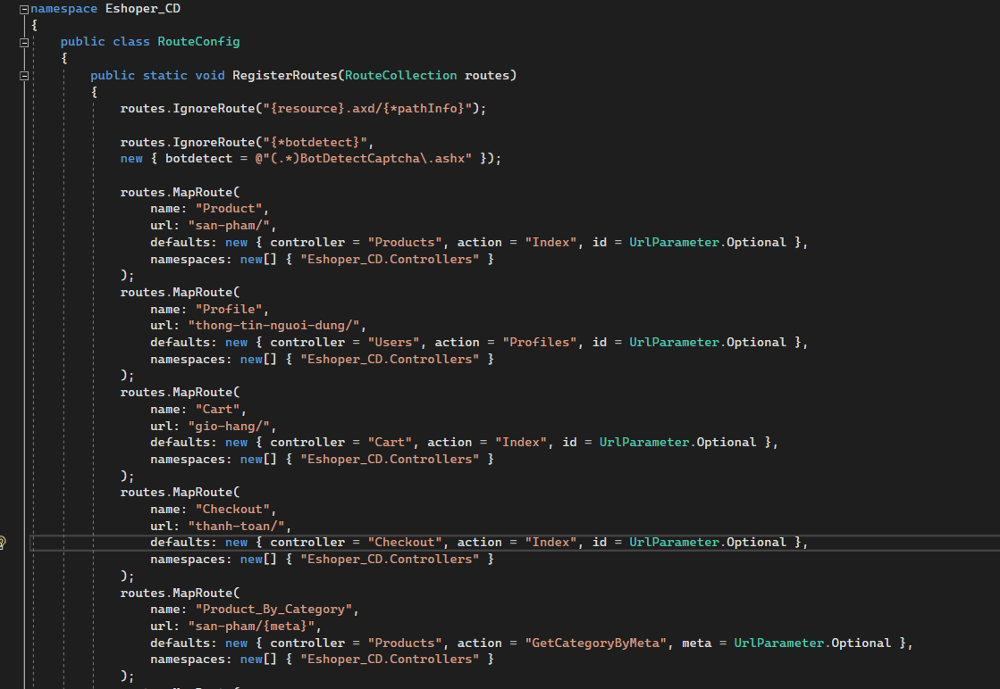 namespace Eshoper_CD
{
    public class RouteConfig
    {
        public static void RegisterRoutes(RouteCollection routes)
        {
            routes.IgnoreRoute("{resource}.axd/{*pathInfo}");

            routes.IgnoreRoute("{*botdetect}",
            new { botdetect = @"(.*)BotDetectCaptcha\.ashx" });

            routes.MapRoute(
                name: "Product",
                url: "san-pham/",
                defaults: new { controller = "Products", action = "Index", id = UrlParameter.Optional },
                namespaces: new[] { "Eshoper_CD.Controllers" }
            );
            routes.MapRoute(
                name: "Profile",
                url: "thong-tin-nguoi-dung/",
                defaults: new { controller = "Users", action = "Profiles", id = UrlParameter.Optional },
                namespaces: new[] { "Eshoper_CD.Controllers" }
            );
            routes.MapRoute(
                name: "Cart",
                url: "gio-hang/",
                defaults: new { controller = "Cart", action = "Index", id = UrlParameter.Optional },
                namespaces: new[] { "Eshoper_CD.Controllers" }
            );
            routes.MapRoute(
                name: "Checkout",
                url: "thanh-toan/",
                defaults: new { controller = "Checkout", action = "Index", id = UrlParameter.Optional },
                namespaces: new[] { "Eshoper_CD.Controllers" }
            );
            routes.MapRoute(
                name: "Product_By_Category",
                url: "san-pham/{meta}",
                defaults: new { controller = "Products", action = "GetCategoryByMeta", meta = UrlParameter.Optional },
                namespaces: new[] { "Eshoper_CD.Controllers" }
            );